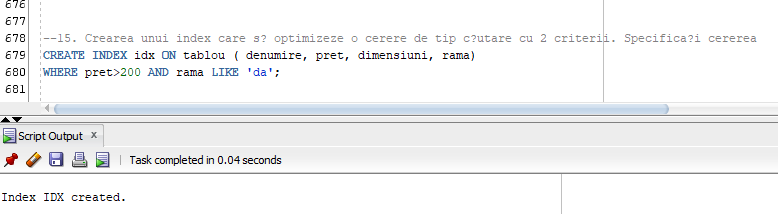 676
677
678 --15. Crearea unui index care s? optimizeze o cerere de tip c?utare cu 2 criterii. Specifica?i cererea
679 CREATE INDEX idx ON tablou ( denumire, pret, dimensiuni, rama)
680 WHERE pret>200 AND rama LIKE 'da';
681
Script Output x
Task completed in 0.04 seconds
Index IDX created.